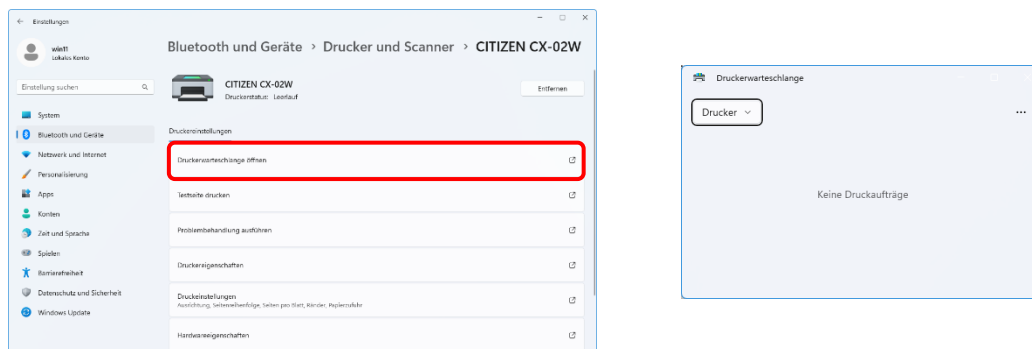 Einstellungen
win11
Lokales Konto
Einstellung suchen
System
Bluetooth und Geräte
Netzwerk und Internet
Personalisierung
Apps
Konten
Zeit und Sprache
Spielen
Barrierefreiheit
Datenschutz und Sicherheit
Windows Update
Bluetooth und Geräte > Drucker und Scanner > CITIZEN CX-02W
CITIZEN CX-02W
Druckerstatus: Leerlauf
Entfernen
Druckereinstellungen
Druckerwarteschlange öffnen
Testseite drucken
Problembehandlung ausführen
Druckereigenschaften
Druckeinstellungen
Ausrichtung, Seitenreihenfolge, Seiten pro Blatt, Ränder, Papierzufuhr
Hardwareeigenschaften
Druckerwarteschlange
Drucker
Keine Druckaufträge